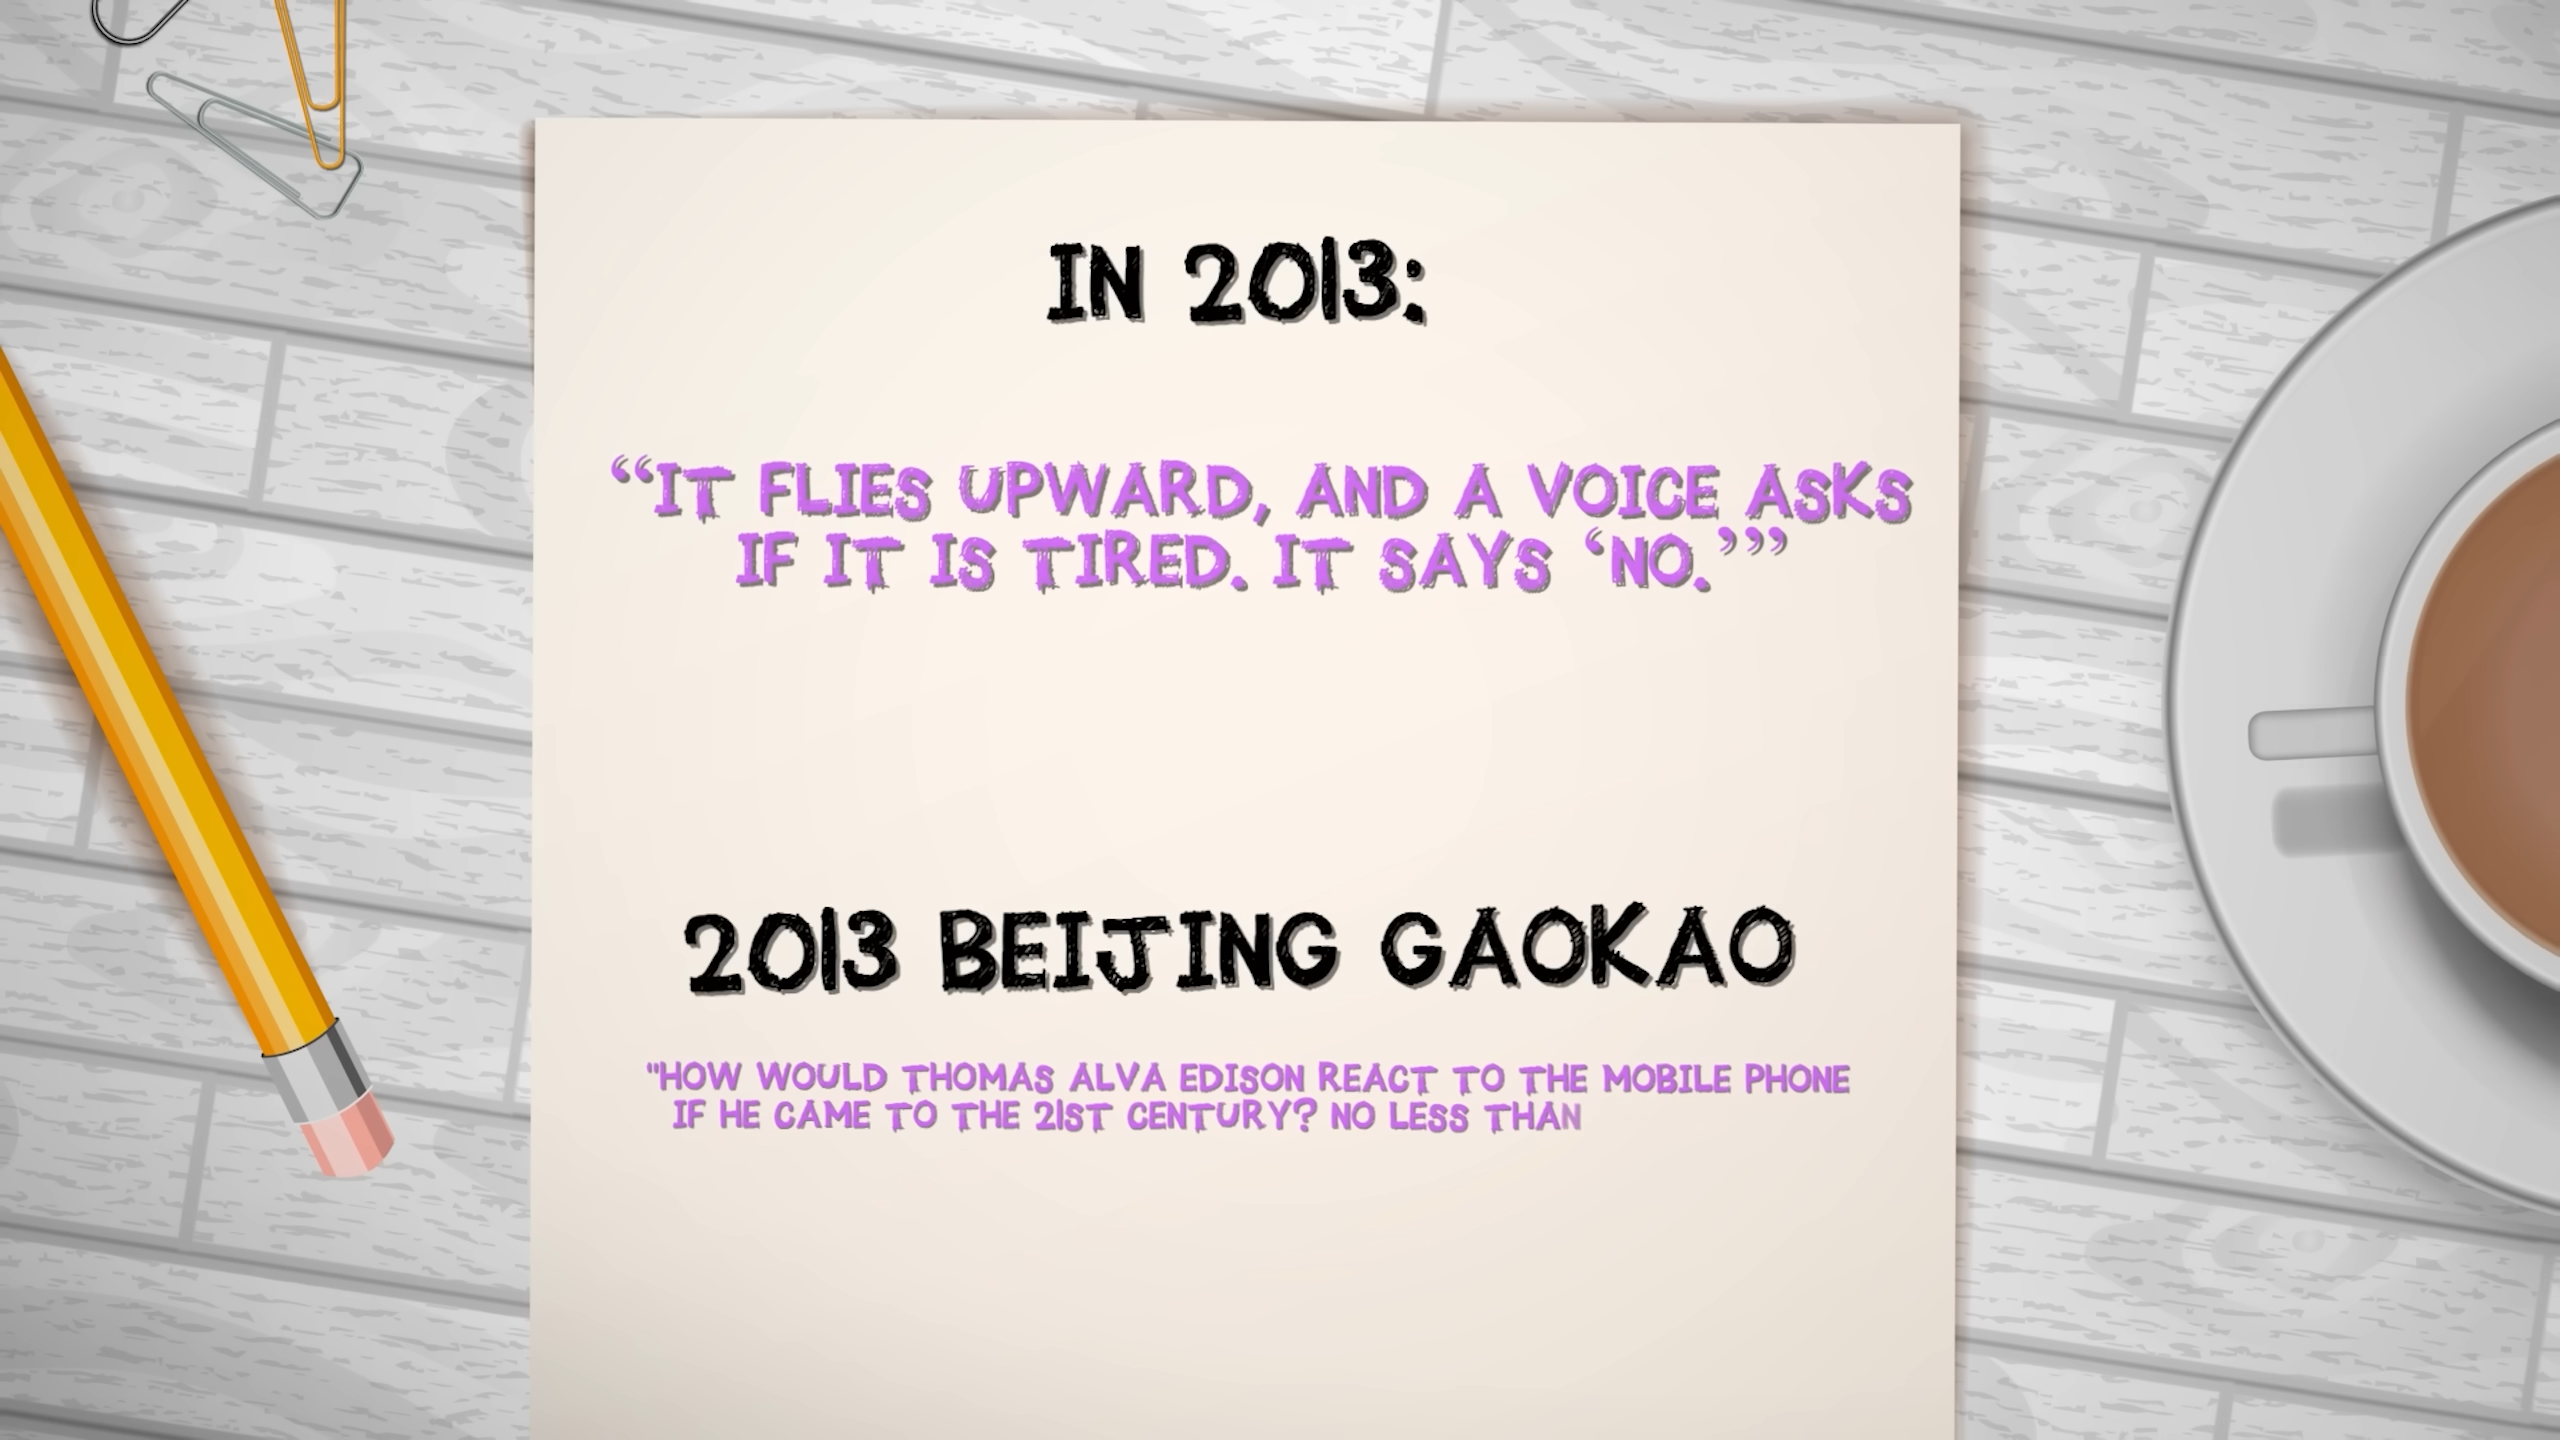 IN 2013:
“IT FLIES UPWARD, AND A VOICE ASKS
IF IT IS TIRED. IT SAYS ‘NO.’”
2013 BEIJING GAOKAO
"HOW WOULD THOMAS ALVA EDISON REACT TO THE MOBILE PHONE
IF HE CAME TO THE 21ST CENTURY? NO LESS THAN